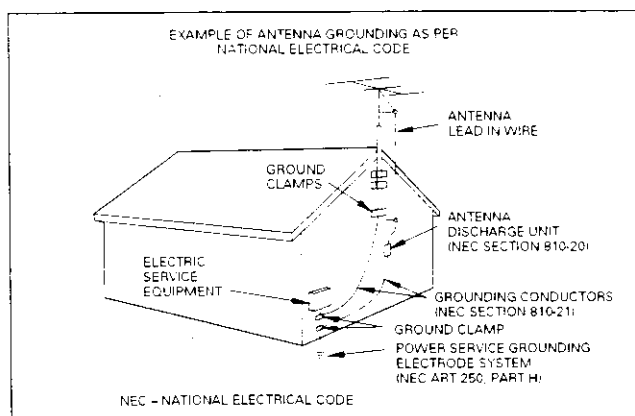 EXAMPLE OF ANTENNA GROUNDING AS PER
NATIONAL ELECTRICAL CODE
ANTENNA
LEAD IN WIRE
GROUND
CLAMPS
ANTENNA
DISCHARGE UNIT
(NEC SECTION 810-20)
ELECTRIC
SERVICE
EQUIPMENT
GROUNDING CONDUCTORS
(NEC SECTION 810-21)
GROUND CLAMP
POWER SERVICE GROUNDING
ELECTRODE SYSTEM
(NEC ART 250, PART H)
NEC – NATIONAL ELECTRICAL CODE